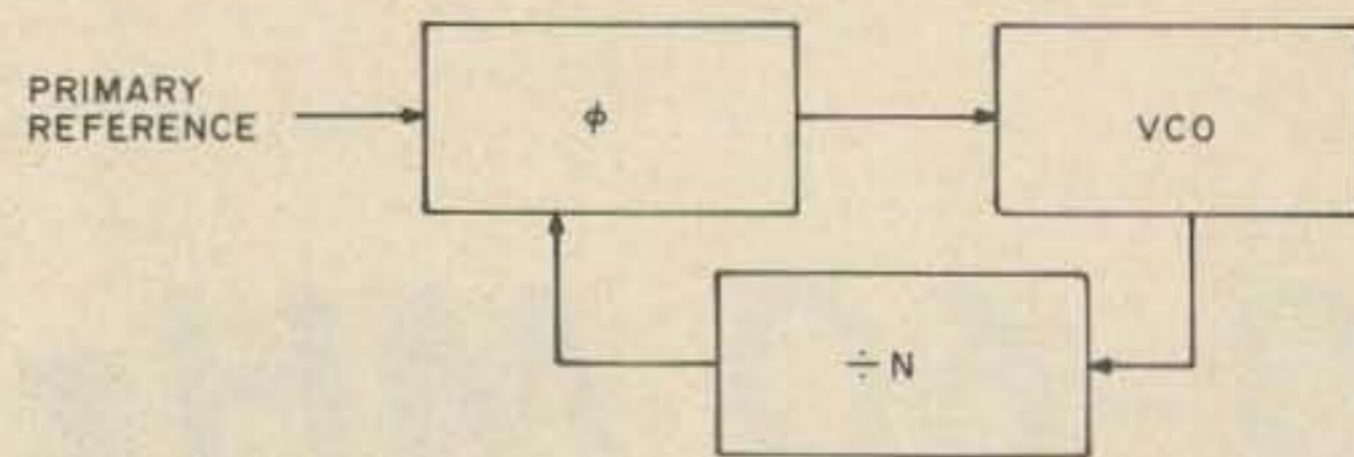 PRIMARY
REFERENCE
ϕ
VCO
÷N